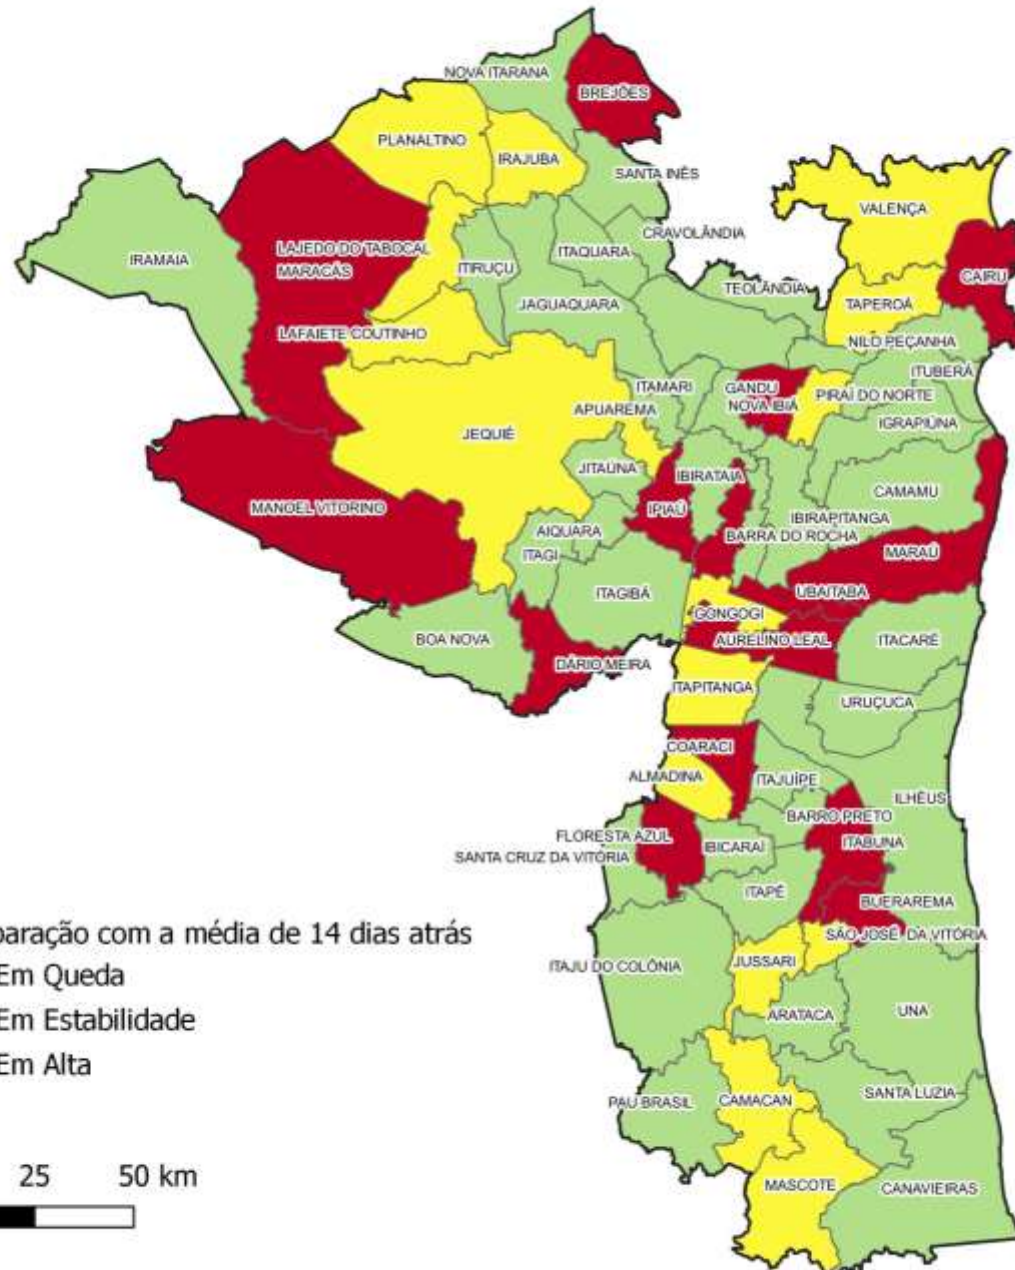 NOVA ITARANA
BREJÕES
PLANALTINO
IRAJUBA
SANTA INÊS
VALENÇA
CRAVOLÂNDIA
LAJEDO DO TABOCAL
ITAQUARA
IRAMAIA
MARACÁS
ITIRUÇU
CAIRU
TEOLÂNDIA
JAGUAQUARA
TAPEROÁ
LAFAIETE COUTINHO
NILO PEÇANHA
ITUBERÁ
ITAMARI
GANDU
PIRAÍ DO NORTE
APUAREMA
NOVA IBIÁ
IGRAPIÚNA
JEQUIÉ
JITAÚNA
IBIRATAIA
CAMAMU
MANOEL VITORINO
IPIAÚ
IBIRAPITANGA
AIQUARA
BARRA DO ROCHA
ITAGI
MARAÚ
ITAGIBÁ
UBAITABA
GONGOGI
BOA NOVA
AURELINO LEAL
ITACARÉ
DÁRIO MEIRA
ITAPITANGA
URUÇUCA
COARACI
ALMADINA
ITAJUÍPE
ILHÉUS
BARRO PRETO
FLORESTA AZUL
IBICARAÍ
ITABUNA
SANTA CRUZ DA VITÓRIA
ITAPÉ
BUERAREMA
paração com a média de 14 dias atrás
SÃO JOSÉ DA VITÓRIA
Em Queda
ITAJU DO COLÔNIA
JUSSARI
Em Estabilidade
ARATACA
UNA
Em Alta
PAU BRASIL
CAMACAN
SANTA LUZIA
25 50 km
MASCOTE
CANAVIEIRAS